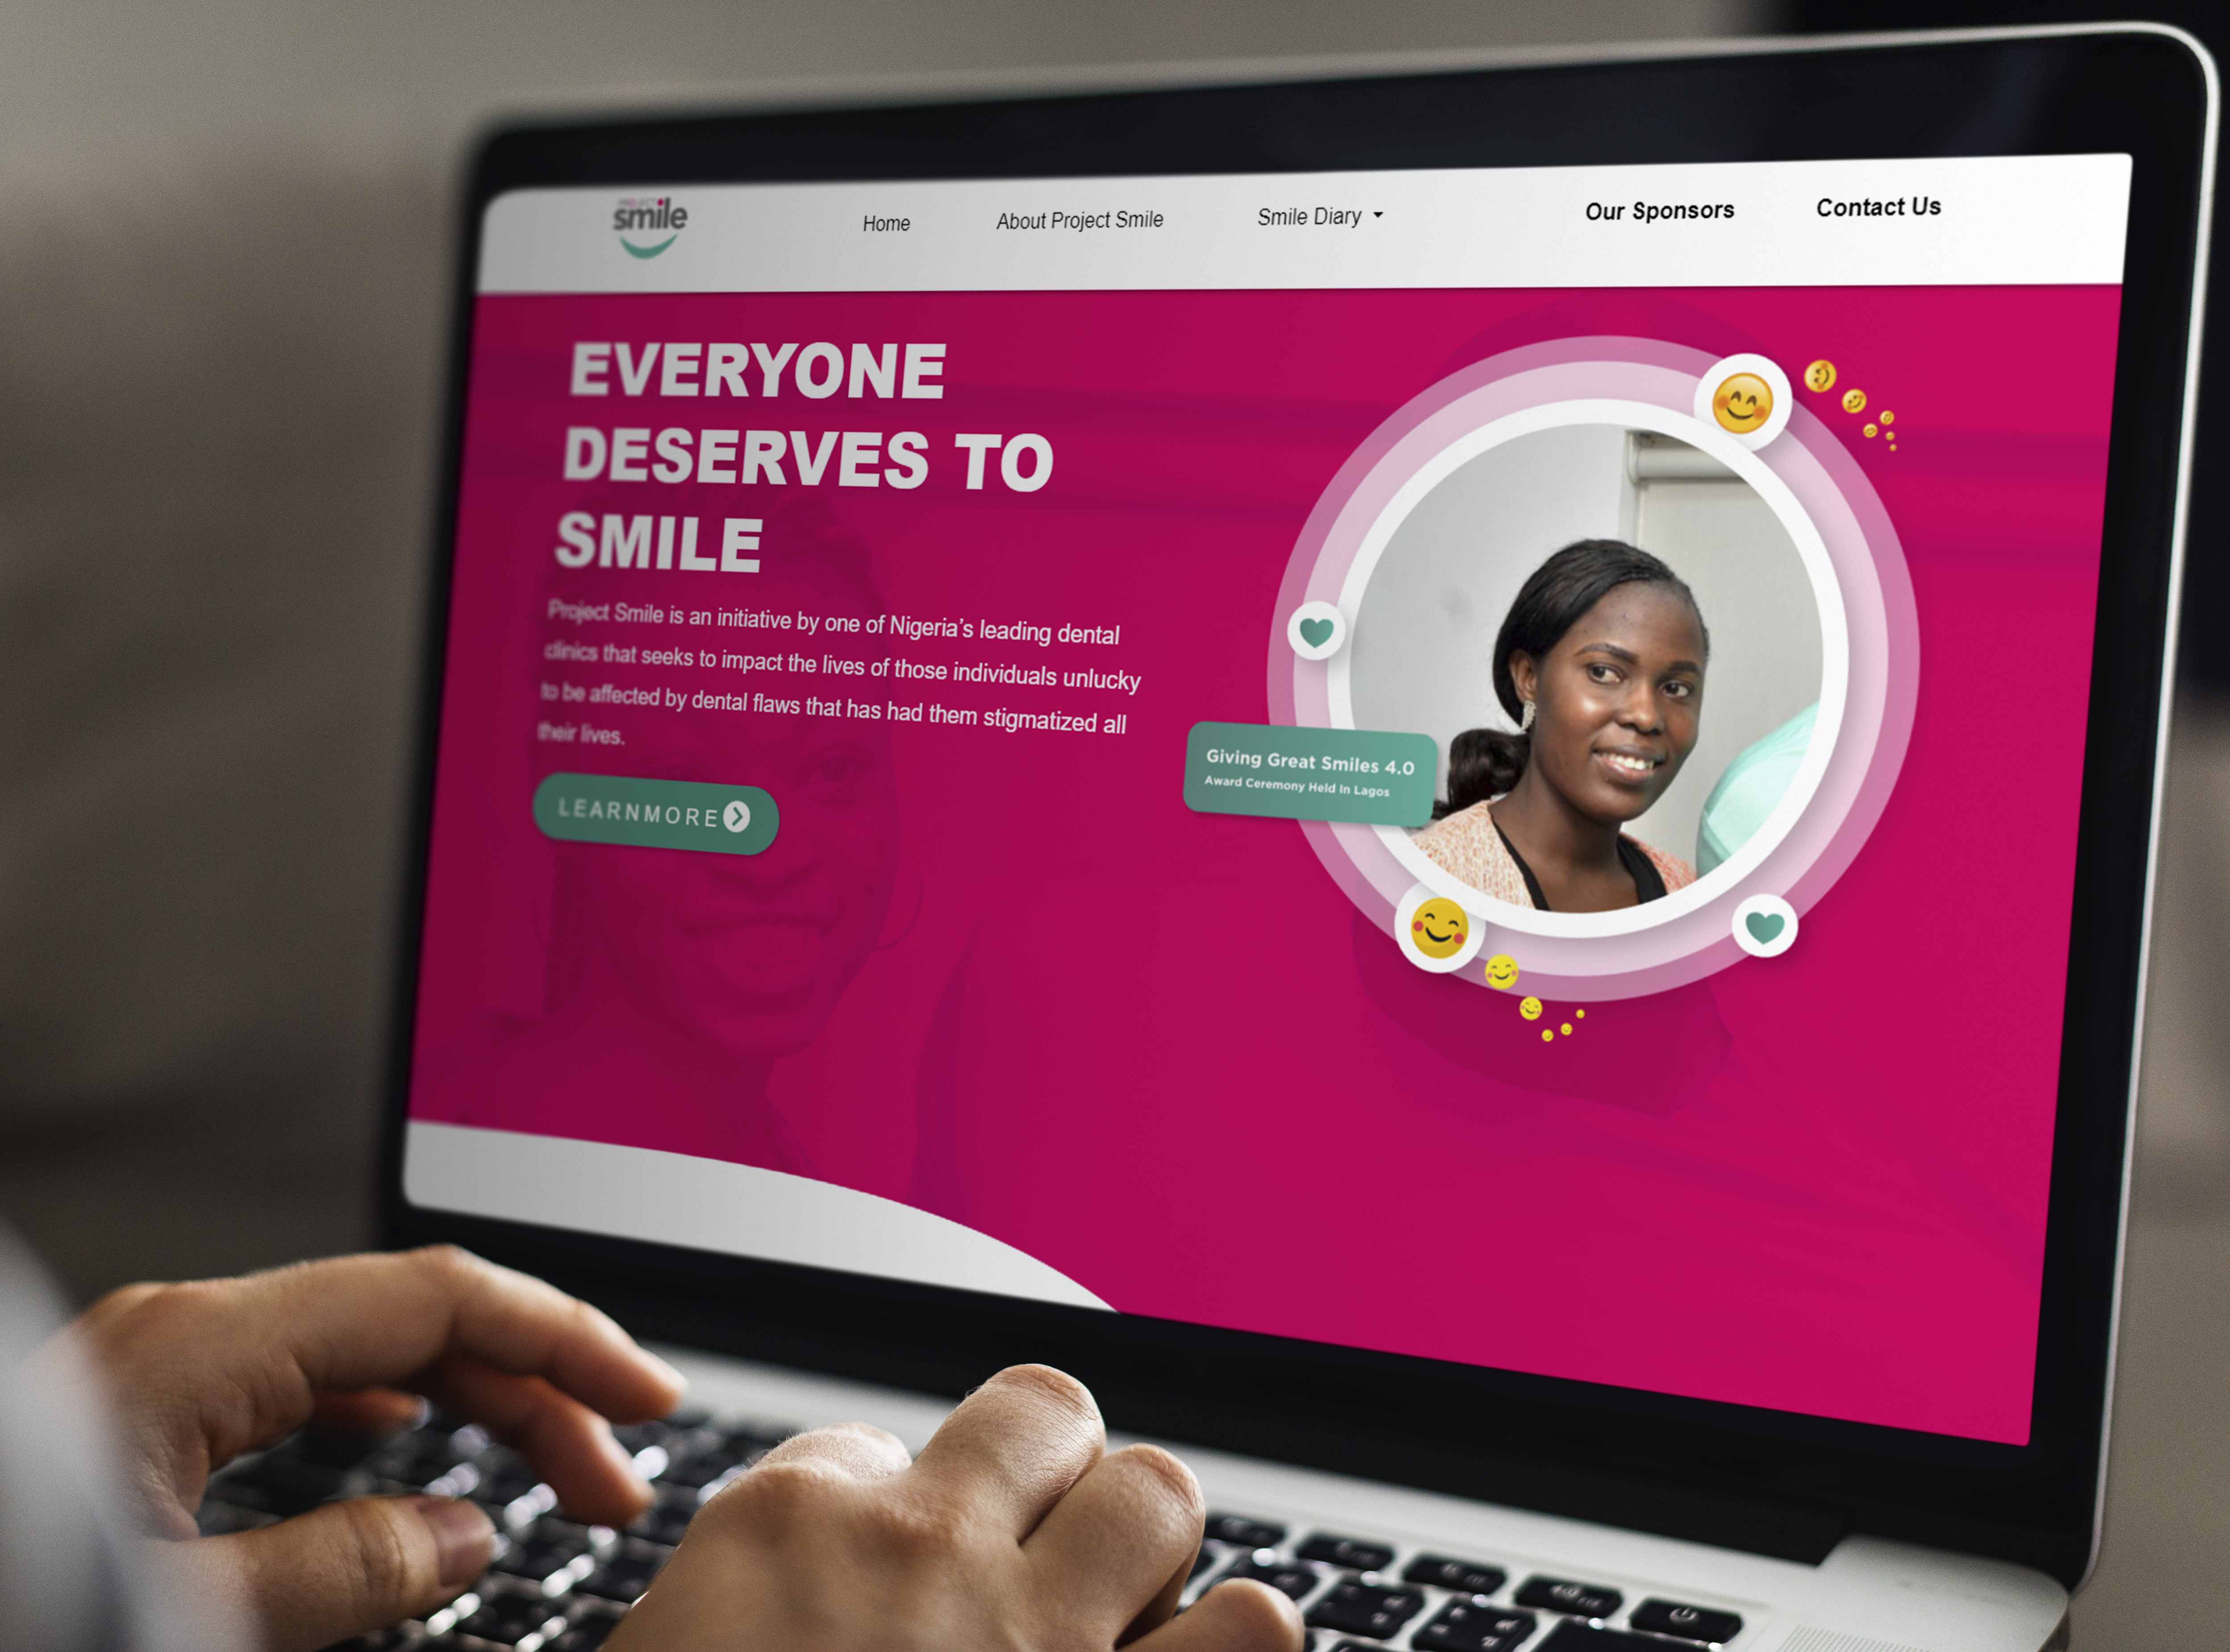 PROJECT
smile
Home
About Project Smile
Smile Diary
Our Sponsors
Contact Us
EVERYONE
DESERVES TO
SMILE
Project Smile is an initiative by one of Nigeria's leading dental
clinics that seeks to impact the lives of those individuals unlucky
to be affected by dental flaws that has had them stigmatized all
their lives.
LEARNMORE
Giving Great Smiles 4.0
Award Ceremony Held In Lagos